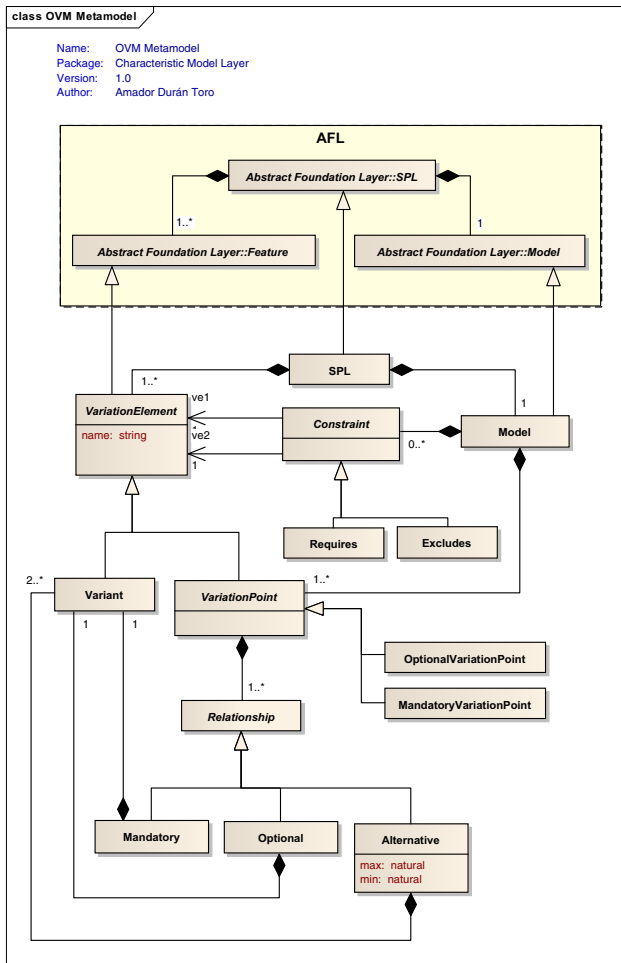 class OVM Metamodel
Name: OVM Metamodel
Package: Characteristic Model Layer
Version: 1.0
Author: Amador Durán Toro
AFL
Abstract Foundation Layer::SPL
1..*
1
Abstract Foundation Layer::Feature
Abstract Foundation Layer::Model
SPL
1..*
1
VariationElement
name: string
ve1
*
ve2
1
Constraint
0..*
Model
Requires
Excludes
2..*
Variant
1
1
VariationPoint
1..*
OptionalVariationPoint
MandatoryVariationPoint
1..*
Relationship
Mandatory
Optional
Alternative
max: natural
min: natural